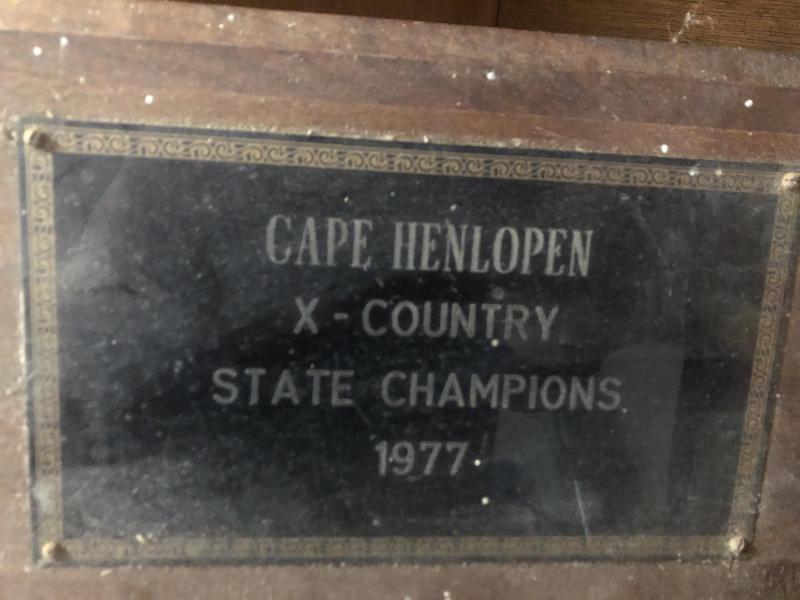 CAPE HENLOPEN
X - COUNTRY
STATE CHAMPIONS
1977